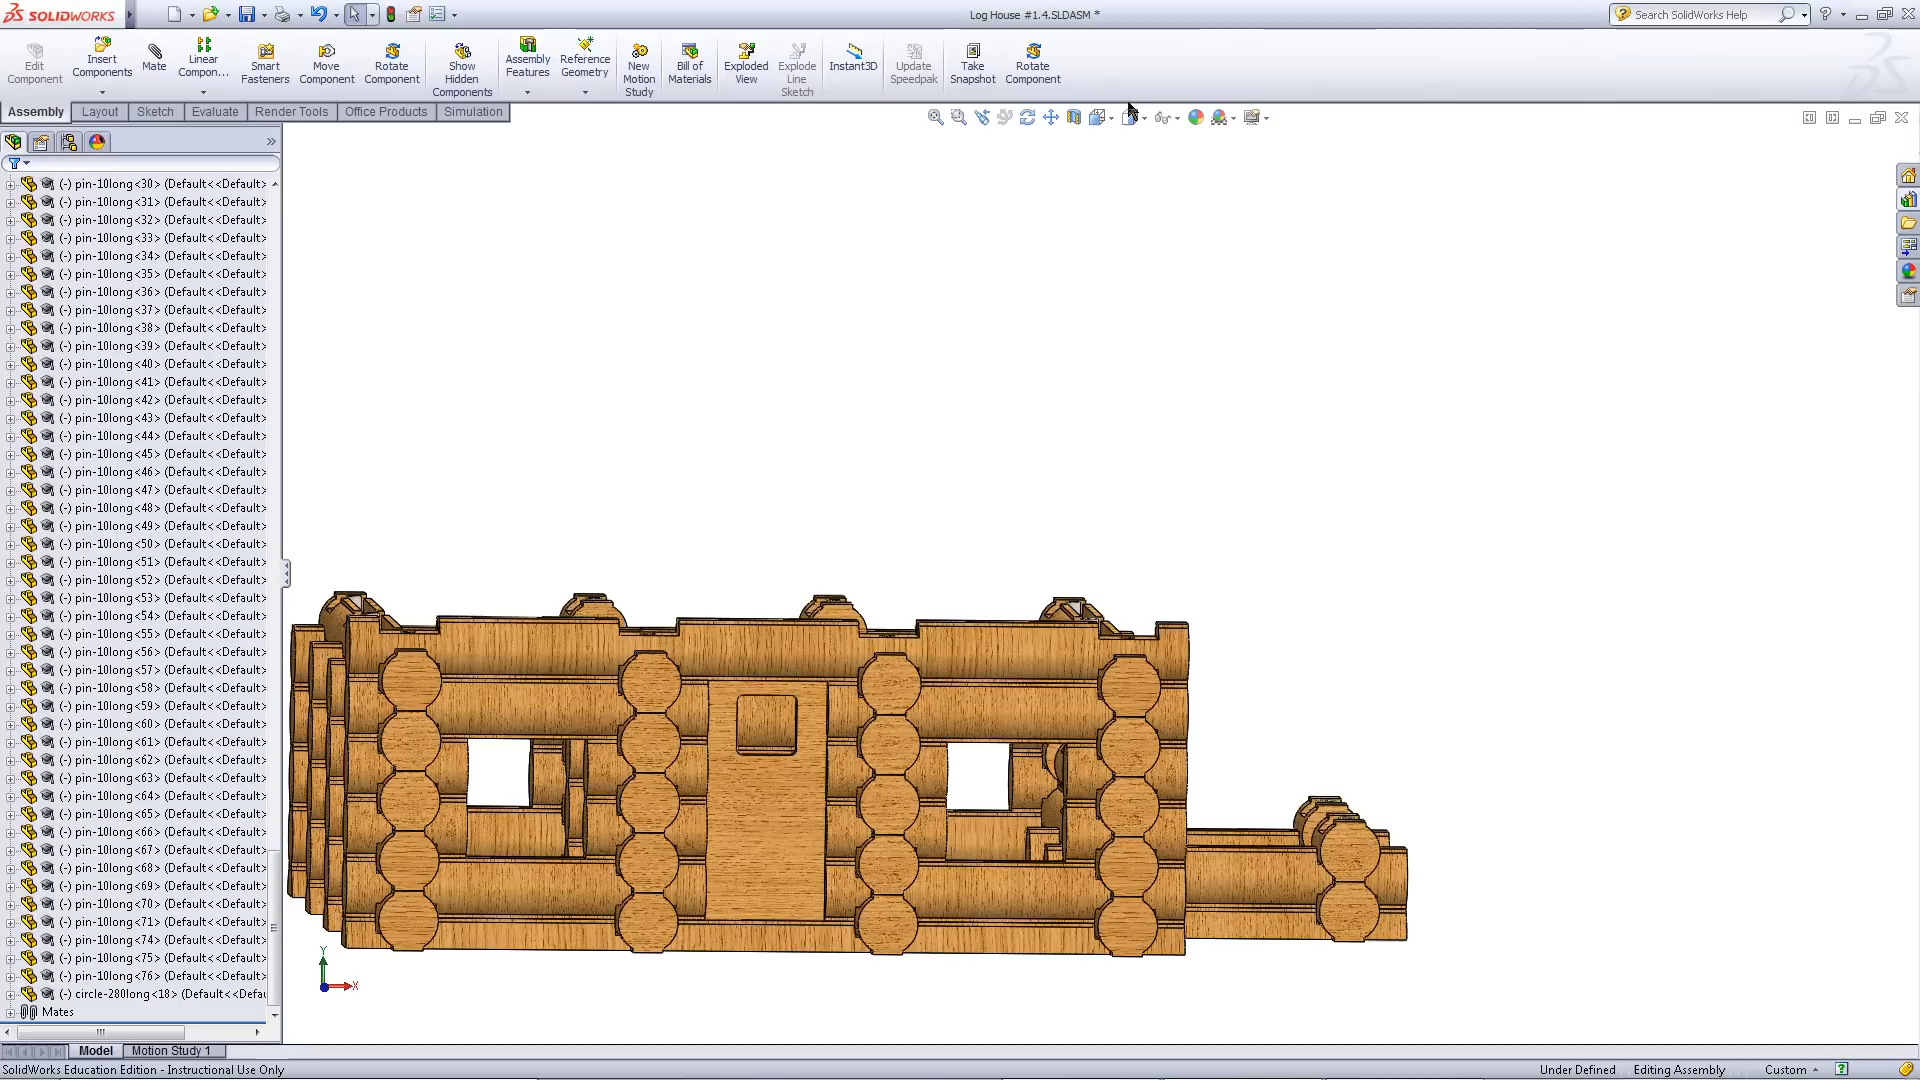 SOLIDWORKS
Log House #1.4.SLDASM *
Search SolidWorks Help
Edit Component
Insert Components
Mate
Linear Compon...
Smart Fasteners
Move Component
Rotate Component
Show Hidden Components
Assembly Features
Reference Geometry
New Motion Study
Bill of Materials
Exploded View
Explode Line Sketch
Instant3D
Update Speedpak
Take Snapshot
Rotate Component
Assembly
Layout
Sketch
Evaluate
Render Tools
Office Products
Simulation
(-) pin-10long<30> (Default<<Default>
(-) pin-10long<31> (Default<<Default>
(-) pin-10long<32> (Default<<Default>
(-) pin-10long<33> (Default<<Default>
(-) pin-10long<34> (Default<<Default>
(-) pin-10long<35> (Default<<Default>
(-) pin-10long<36> (Default<<Default>
(-) pin-10long<37> (Default<<Default>
(-) pin-10long<38> (Default<<Default>
(-) pin-10long<39> (Default<<Default>
(-) pin-10long<40> (Default<<Default>
(-) pin-10long<41> (Default<<Default>
(-) pin-10long<42> (Default<<Default>
(-) pin-10long<43> (Default<<Default>
(-) pin-10long<44> (Default<<Default>
(-) pin-10long<45> (Default<<Default>
(-) pin-10long<46> (Default<<Default>
(-) pin-10long<47> (Default<<Default>
(-) pin-10long<48> (Default<<Default>
(-) pin-10long<49> (Default<<Default>
(-) pin-10long<50> (Default<<Default>
(-) pin-10long<51> (Default<<Default>
(-) pin-10long<52> (Default<<Default>
(-) pin-10long<53> (Default<<Default>
(-) pin-10long<54> (Default<<Default>
(-) pin-10long<55> (Default<<Default>
(-) pin-10long<56> (Default<<Default>
(-) pin-10long<57> (Default<<Default>
(-) pin-10long<58> (Default<<Default>
(-) pin-10long<59> (Default<<Default>
(-) pin-10long<60> (Default<<Default>
(-) pin-10long<61> (Default<<Default>
(-) pin-10long<62> (Default<<Default>
(-) pin-10long<63> (Default<<Default>
(-) pin-10long<64> (Default<<Default>
(-) pin-10long<65> (Default<<Default>
(-) pin-10long<66> (Default<<Default>
(-) pin-10long<67> (Default<<Default>
(-) pin-10long<68> (Default<<Default>
(-) pin-10long<69> (Default<<Default>
(-) pin-10long<70> (Default<<Default>
(-) pin-10long<71> (Default<<Default>
(-) pin-10long<74> (Default<<Default>
(-) pin-10long<75> (Default<<Default>
(-) pin-10long<76> (Default<<Default>
(-) circle-280long<18> (Default<<Defau
Mates
Y
X
Model
Motion Study 1
SolidWorks Education Edition - Instructional Use Only
Under Defined
Editing Assembly
Custom